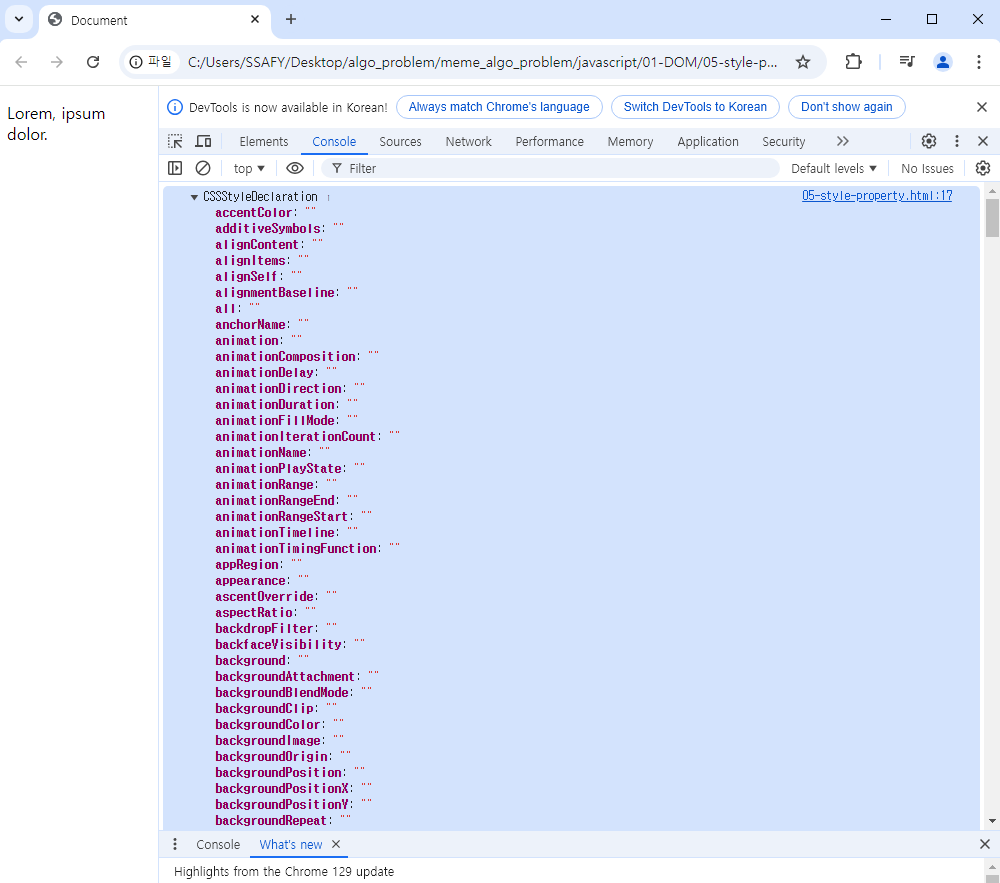 Document
파일 C:/Users/SSAFY/Desktop/algo_problem/meme_algo_problem/javascript/01-DOM/05-style-p...
Lorem, ipsum
dolor.
DevTools is now available in Korean! Always match Chrome's language Switch DevTools to Korean Don't show again
Elements Console Sources Network Performance Memory Application Security
top Filter Default levels No Issues
CSSStyleDeclaration 05-style-property.html:17
accentColor: ""
additiveSymbols: ""
alignContent: ""
alignItems: ""
alignSelf: ""
alignmentBaseline: ""
all: ""
anchorName: ""
animation: ""
animationComposition: ""
animationDelay: ""
animationDirection: ""
animationDuration: ""
animationFillMode: ""
animationIterationCount: ""
animationName: ""
animationPlayState: ""
animationRange: ""
animationRangeEnd: ""
animationRangeStart: ""
animationTimeline: ""
animationTimingFunction: ""
appRegion: ""
appearance: ""
ascentOverride: ""
aspectRatio: ""
backdropFilter: ""
backfaceVisibility: ""
background: ""
backgroundAttachment: ""
backgroundBlendMode: ""
backgroundClip: ""
backgroundColor: ""
backgroundImage: ""
backgroundOrigin: ""
backgroundPosition: ""
backgroundPositionX: ""
backgroundPositionY: ""
backgroundRepeat: ""
Console What's new
Highlights from the Chrome 129 update